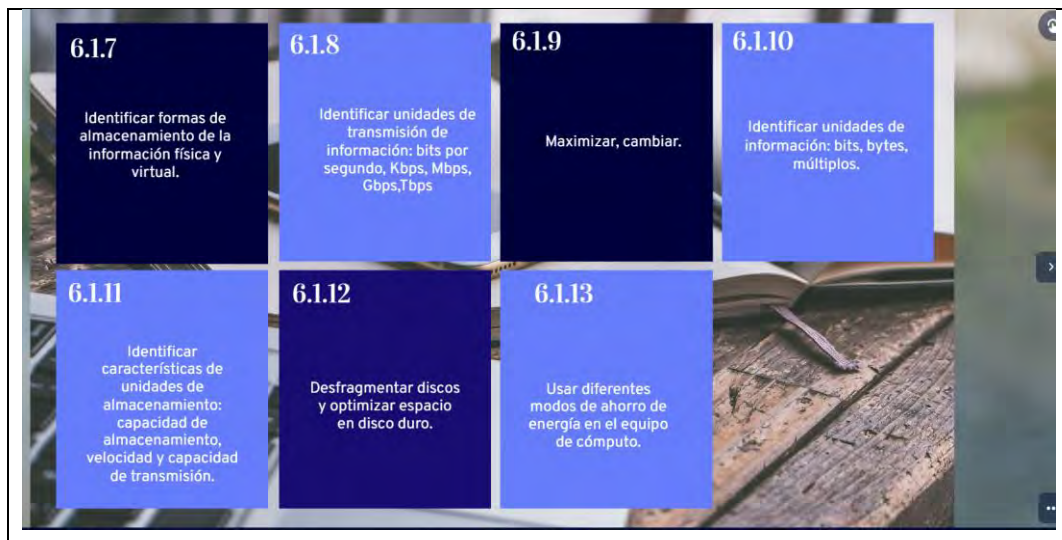 6.1.7
Identificar formas de
almacenamiento de la
información física y
virtual.
6.1.8
Identificar unidades de
transmisión de
información: bits por
segundo, Kbps, Mbps,
Gbps,Tbps
6.1.9
Maximizar, cambiar.
6.1.10
Identificar unidades de
información: bits, bytes,
múltiplos.
6.1.11
Identificar
características de
unidades de
almacenamiento:
capacidad de
almacenamiento,
velocidad y capacidad
de transmisión.
6.1.12
Desfragmentar discos
y optimizar espacio
en disco duro.
6.1.13
Usar diferentes
modos de ahorro de
energía en el equipo
de cómputo.